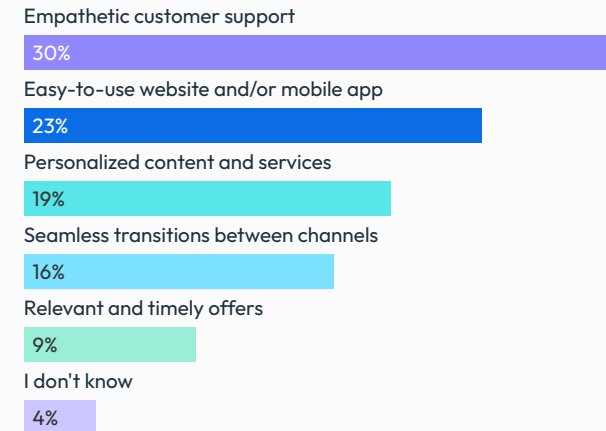 Empathetic customer support
30%
Easy-to-use website and/or mobile app
23%
Personalized content and services
19%
Seamless transitions between channels
16%
Relevant and timely offers
9%
I don't know
4%